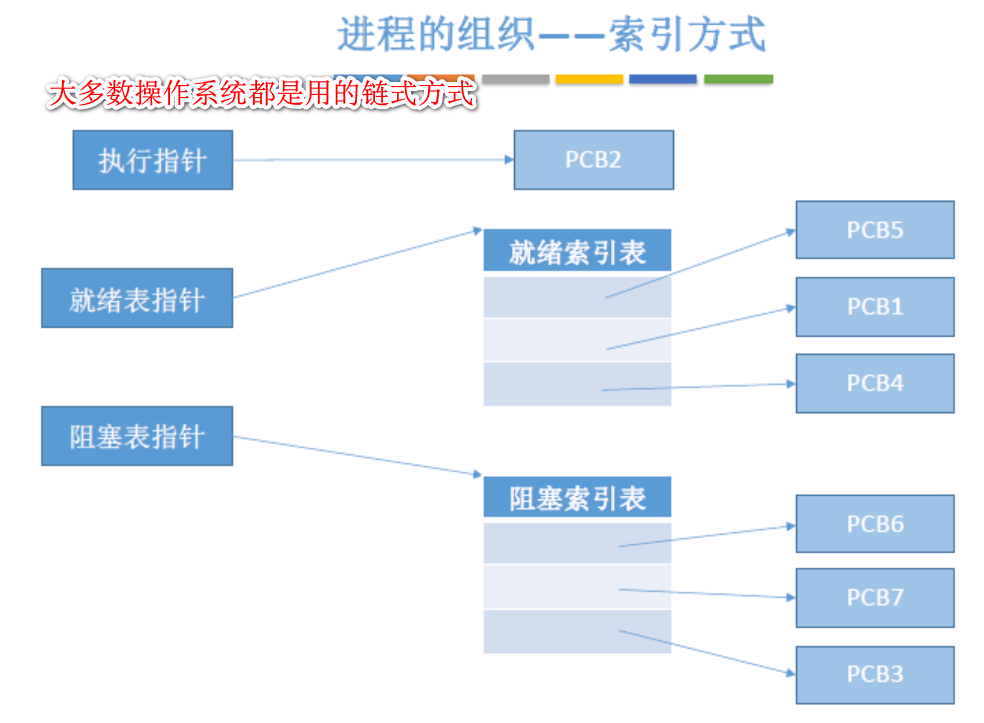 进程的组织——索引方式
大多数操作系统都是用的链式方式
执行指针
PCB2
就绪表指针
就绪索引表
PCB5
PCB1
PCB4
阻塞表指针
阻塞索引表
PCB6
PCB7
PCB3